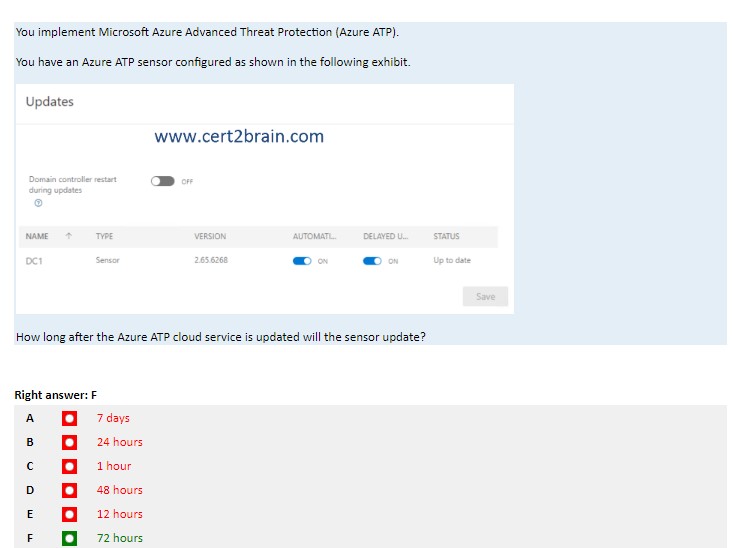 You implement Microsoft Azure Advanced Threat Protection (Azure ATP).
You have an Azure ATP sensor configured as shown in the following exhibit.
Updates
www.cert2brain.com
Domain controller restart
during updates
OFF
NAME ↑ TYPE VERSION AUTOMATI... DELAYED U... STATUS
DC1 Sensor 2.65.6268 ON ON Up to date
Save
How long after the Azure ATP cloud service is updated will the sensor update?
Right answer: F
A 7 days
B 24 hours
C 1 hour
D 48 hours
E 12 hours
F 72 hours